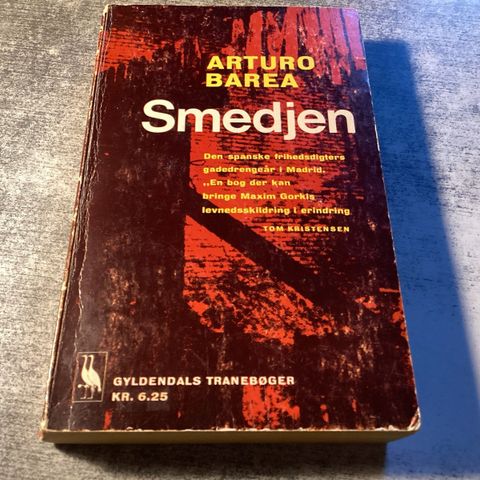 ARTURO
BAREA
Smedjen
Den spanske frihedsdigters
gadedrengeår i Madrid.
„En bog der kan
bringe Maxim Gorkis
levnedsskildring i erindring
TOM KRISTENSEN
GYLDENDALS TRANEBØGER
KR. 6.25